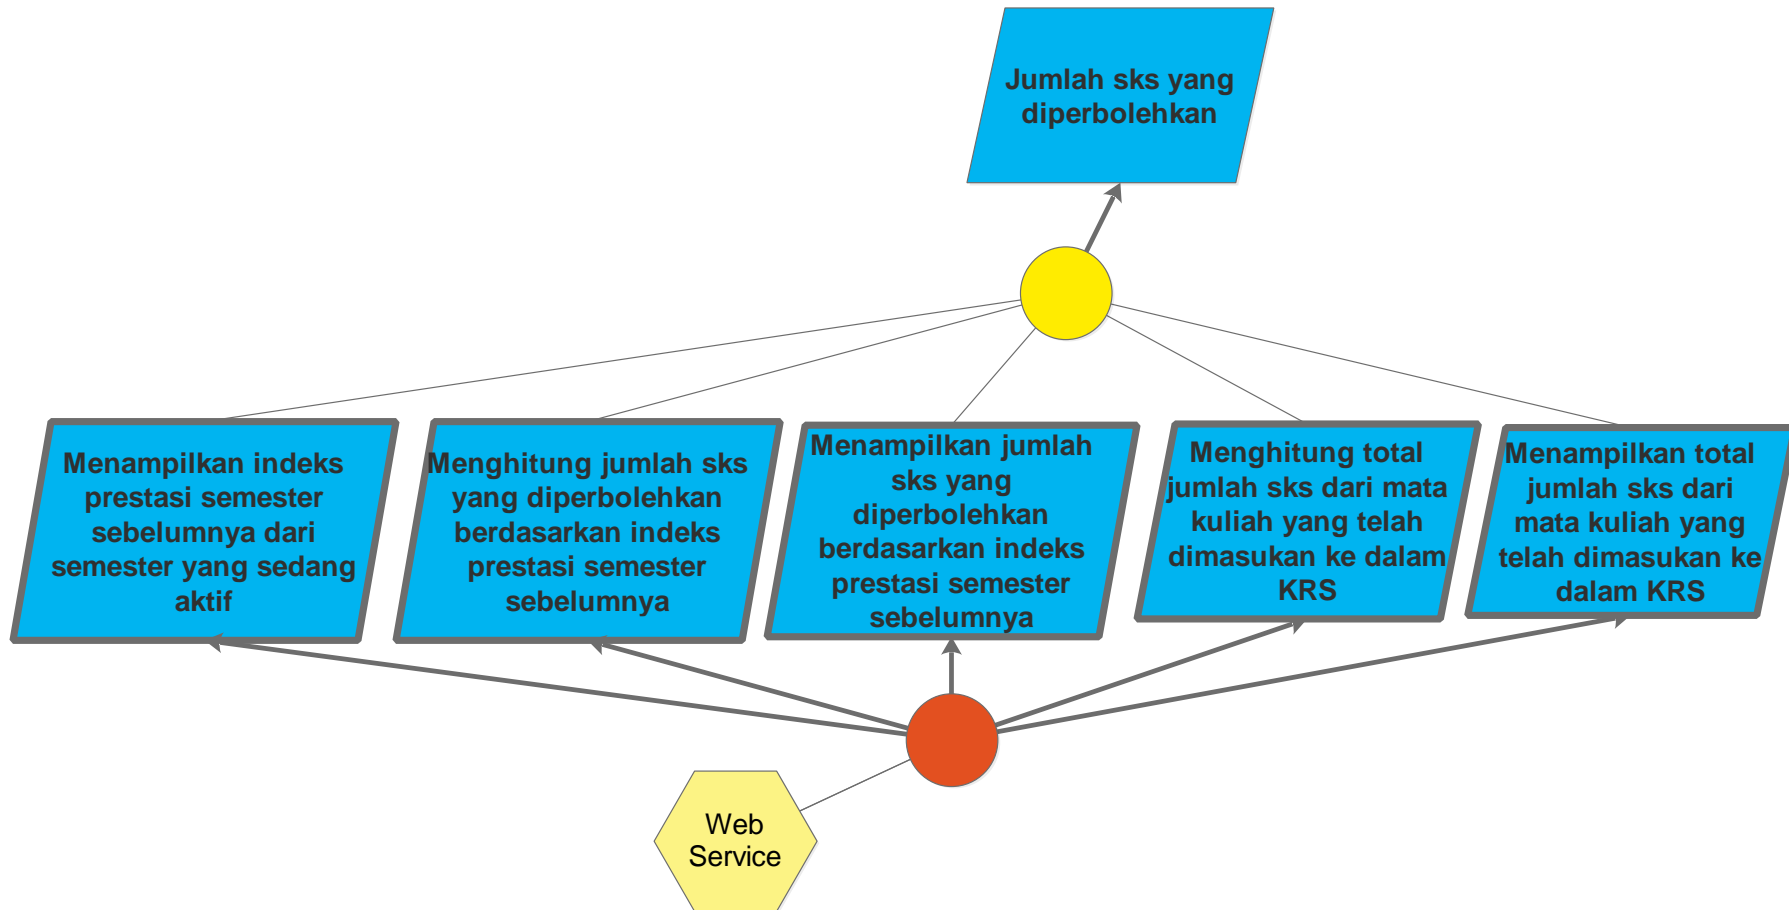 Jumlah sks yang
diperbolehkan
Menampilkan indeks
prestasi semester
sebelumnya dari
semester yang sedang
aktif
Menghitung jumlah sks
yang diperbolehkan
berdasarkan indeks
prestasi semester
sebelumnya
Menampilkan jumlah
sks yang
diperbolehkan
berdasarkan indeks
prestasi semester
sebelumnya
Menghitung total
jumlah sks dari mata
kuliah yang telah
dimasukan ke dalam
KRS
Menampilkan total
jumlah sks dari
mata kuliah yang
telah dimasukan ke
dalam KRS
Web
Service